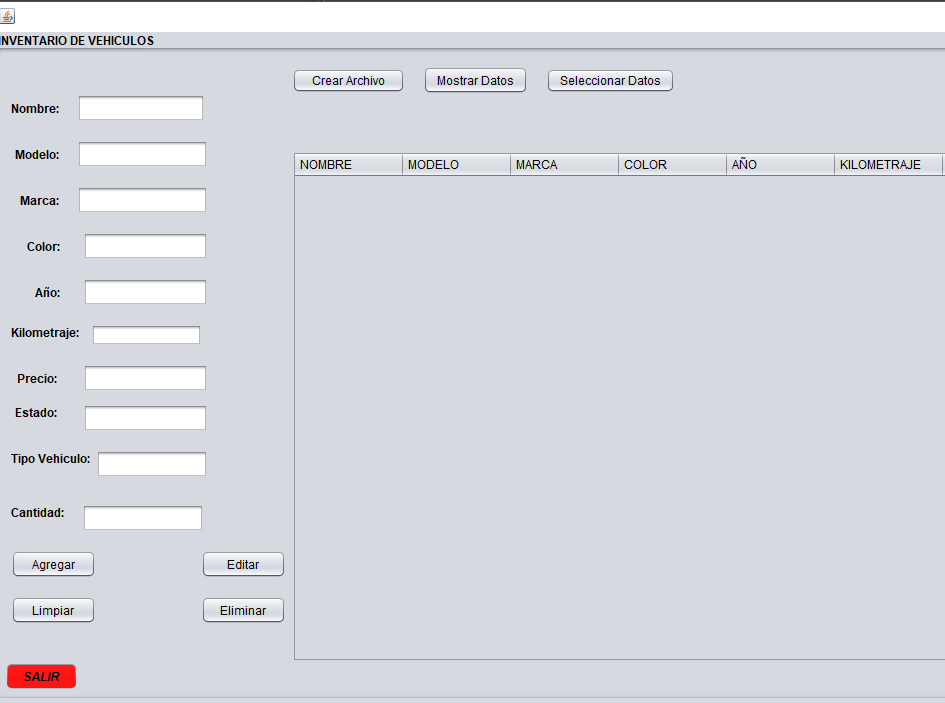 INVENTARIO DE VEHICULOS
Crear Archivo
Mostrar Datos
Seleccionar Datos
Nombre:
Modelo:
Marca:
Color:
Año:
Kilometraje:
Precio:
Estado:
Tipo Vehiculo:
Cantidad:
NOMBRE MODELO MARCA COLOR AÑO KILOMETRAJE
Agregar
Editar
Limpiar
Eliminar
SALIR